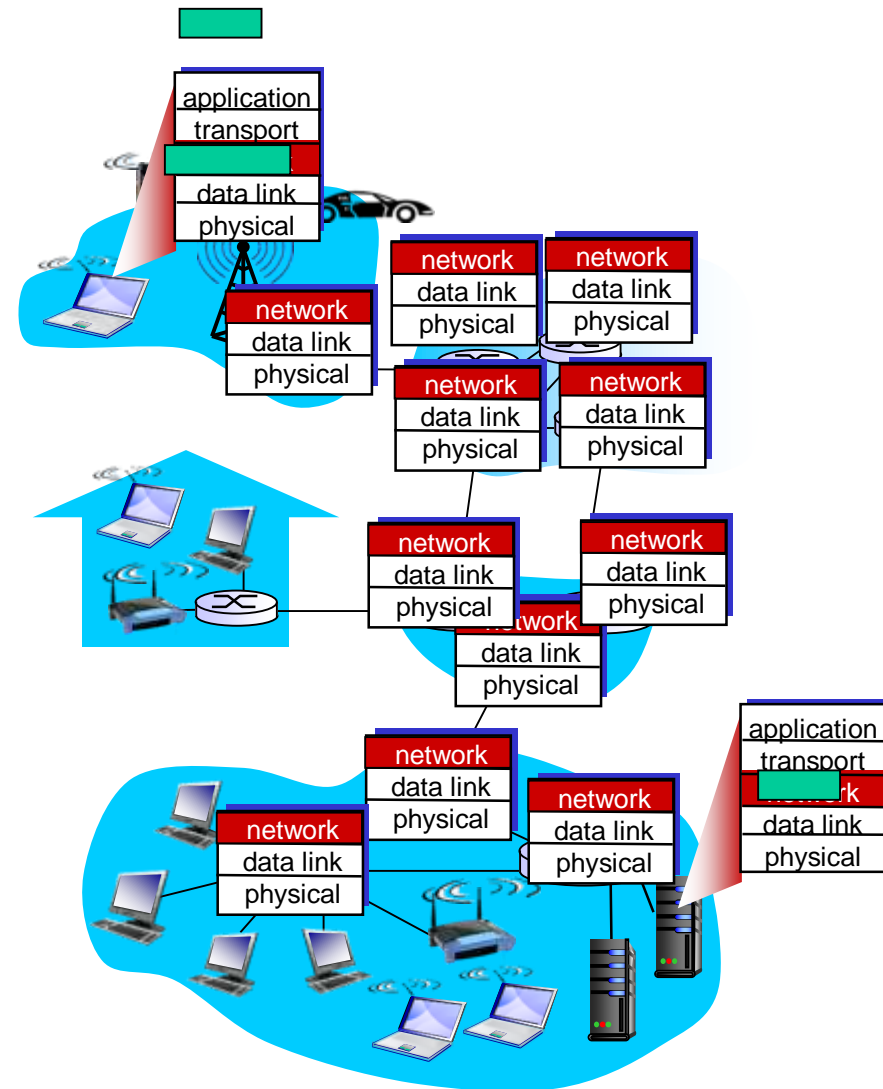 application
transport
data link
physical
network
data link
physical
network
data link
physical
network
data link
physical
network
data link
physical
network
data link
physical
network
data link
physical
network
data link
physical
network
data link
physical
application
transport
data link
physical
network
data link
physical
network
data link
physical
network
data link
physical